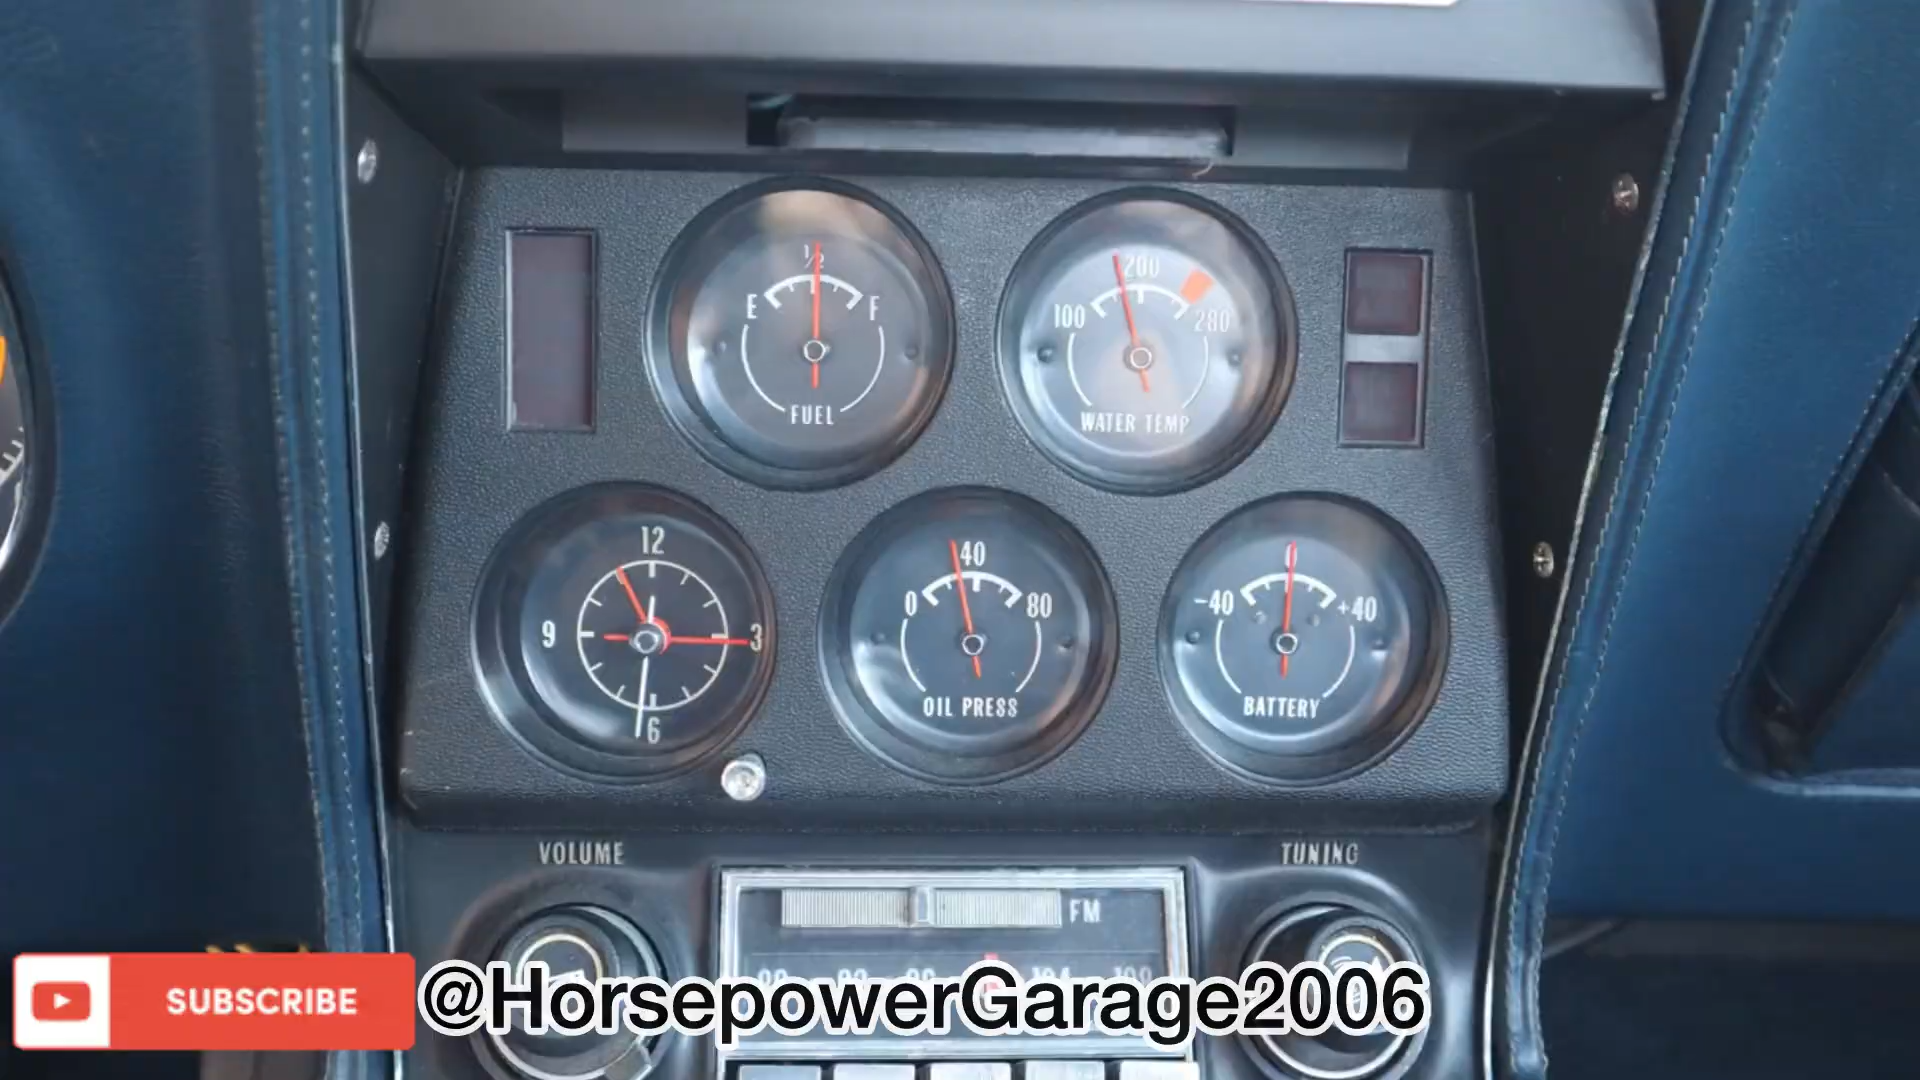 ½
E F
FUEL
200
100 280
WATER TEMP
12
9 3
6
40
0 80
OIL PRESS
0
-40 +40
BATTERY
VOLUME
TUNING
FM
SUBSCRIBE
@HorsepowerGarage2006